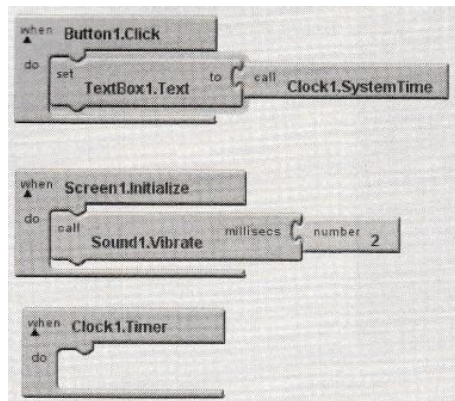 when Button1.Click
do set TextBox1.Text to call Clock1.SystemTime
when Screen1.Initialize
do call Sound1.Vibrate millisecs number 2
when Clock1.Timer
do